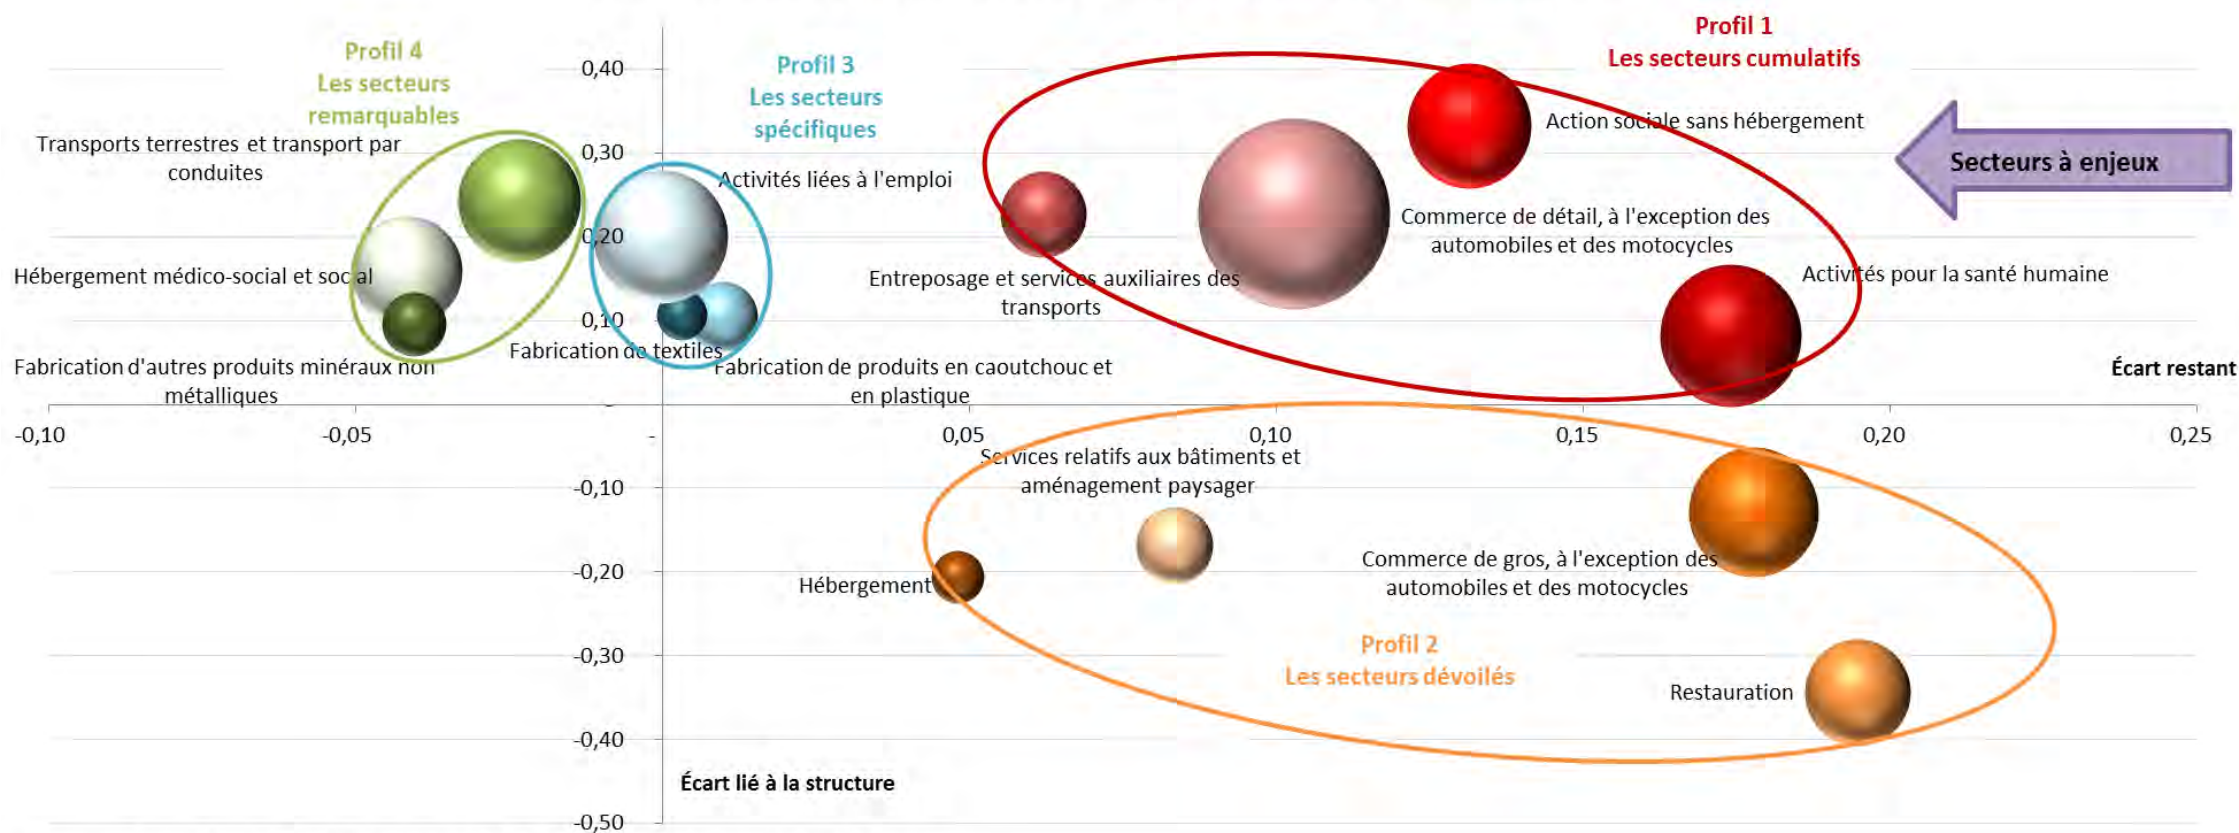 Profil 1
Les secteurs cumulatifs
Profil 4
Les secteurs
remarquables
Profil 3
Les secteurs
spécifiques
0,40
Action sociale sans hébergement
Transports terrestres et transport par
conduites
0,30
Activités liées à l'emploi
Secteurs à enjeux
Commerce de détail, à l'exception des
automobiles et des motocycles
0,20
Hébergement médico-social et social
Entreposage et services auxiliaires des
transports
Activités pour la santé humaine
0,10
Fabrication de textiles
Fabrication d'autres produits minéraux non
métalliques
Fabrication de produits en caoutchouc et
en plastique
Écart restant
-
-0,10
-0,05
-
0,05
0,10
0,15
0,20
0,25
Services relatifs aux bâtiments et
aménagement paysager
-0,10
Commerce de gros, à l'exception des
automobiles et des motocycles
-0,20
Hébergement
Profil 2
Les secteurs dévoilés
-0,30
Restauration
-0,40
Écart lié à la structure
-0,50